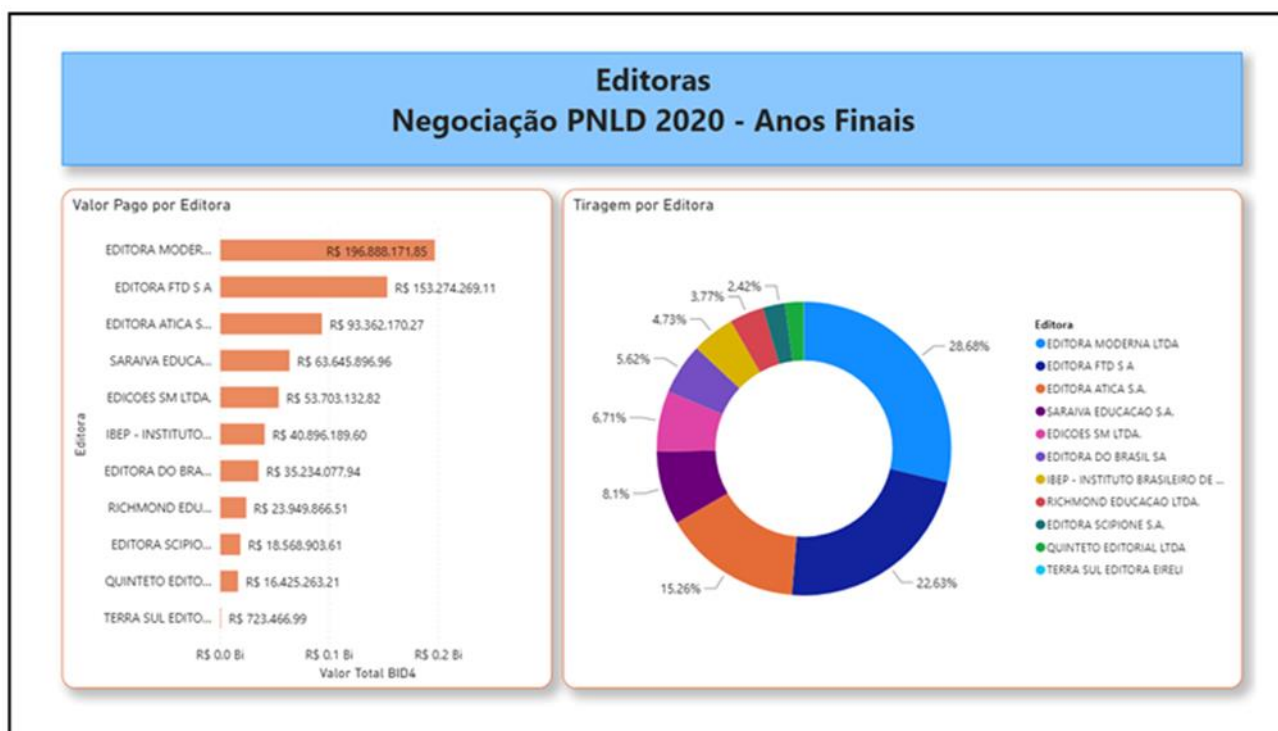 Editoras
Negociação PNLD 2020 - Anos Finais
Valor Pago por Editora
Editora
EDITORA MODER... R$ 196.888.171,85
EDITORA FTD S A R$ 153.274.269,11
EDITORA ATICA S... R$ 93.362.170,27
SARAIVA EDUCA... R$ 63.645.896,96
EDICOES SM LTDA. R$ 53.703.132,82
IBEP - INSTITUTO... R$ 40.896.189,60
EDITORA DO BRA... R$ 35.234.077,94
RICHMOND EDU... R$ 23.949.866,51
EDITORA SCIPIO... R$ 18.568.903,61
QUINTETO EDITO... R$ 16.425.263,21
TERRA SUL EDITO... R$ 723.466,99
R$ 0.0 Bi R$ 0.1 Bi R$ 0.2 Bi
Valor Total BID4
Tiragem por Editora
28.68%
22.63%
15.26%
8.1%
6.71%
5.62%
4.73%
3.77%
2.42%
Editora
EDITORA MODERNA LTDA
EDITORA FTD S A
EDITORA ATICA S.A.
SARAIVA EDUCACAO S.A.
EDICOES SM LTDA.
EDITORA DO BRASIL SA
IBEP - INSTITUTO BRASILEIRO DE ...
RICHMOND EDUCACAO LTDA.
EDITORA SCIPIONE S.A.
QUINTETO EDITORIAL LTDA
TERRA SUL EDITORA EIRELI